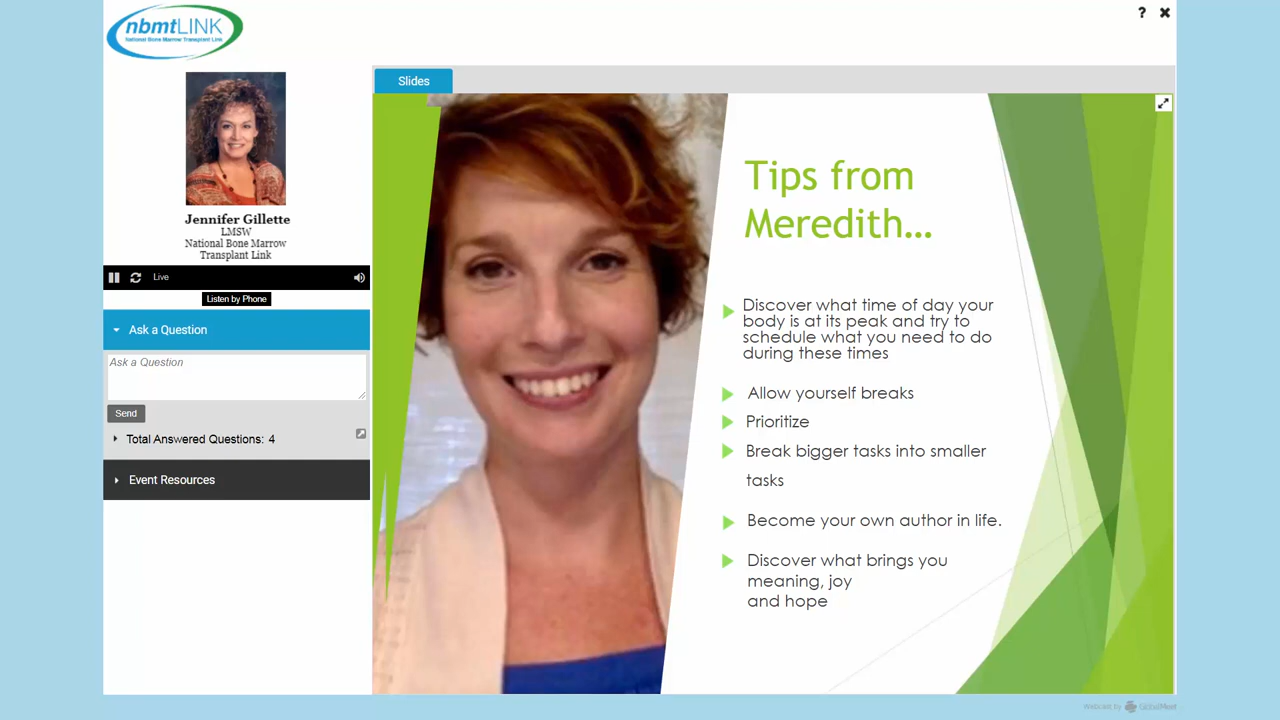 nbmtLINK
National Bone Marrow Transplant Link
? ✖
Jennifer Gillette
LMSW
National Bone Marrow
Transplant Link
Live
Listen by Phone
Ask a Question
Ask a Question
Send
Total Answered Questions: 4
Event Resources
Slides
Tips from
Meredith...
Discover what time of day your
body is at its peak and try to
schedule what you need to do
during these times
Allow yourself breaks
Prioritize
Break bigger tasks into smaller
tasks
Become your own author in life.
Discover what brings you
meaning, joy
and hope
Webcast by GlobalMeet